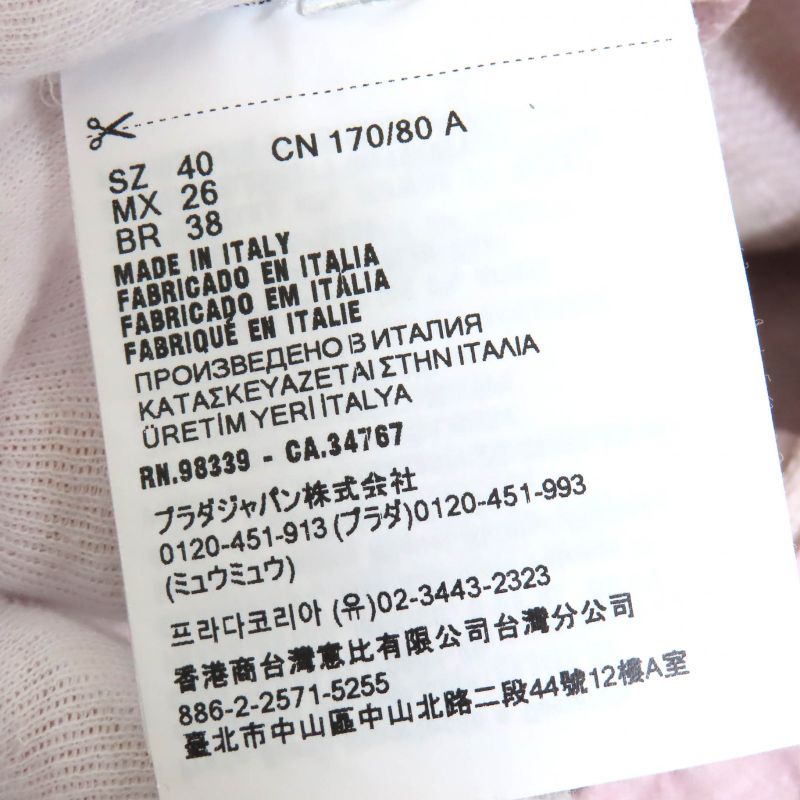 SZ 40 CN 170/80 A
MX 26
BR 38
MADE IN ITALY
FABRICADO EN ITALIA
FABRICADO EM ITÁLIA
FABRIQUÉ EN ITALIE
ПРОИЗВЕДЕНО В ИТАЛИЯ
ΚΑΤΑΣΚΕΥΑΖΕΤΑΙ ΣΤΗΝ ΙΤΑΛΙΑ
ÜRETİM YERİ İTALYA
RN.98339 - CA.34767
プラダジャパン株式会社
0120-451-913 (プラダ)0120-451-993
(ミュウミュウ)
프라다코리아 (유)02-3443-2323
香港商台灣惠比有限公司台灣分公司
886-2-2571-5255
臺北市中山區中山北路二段44號12樓A室